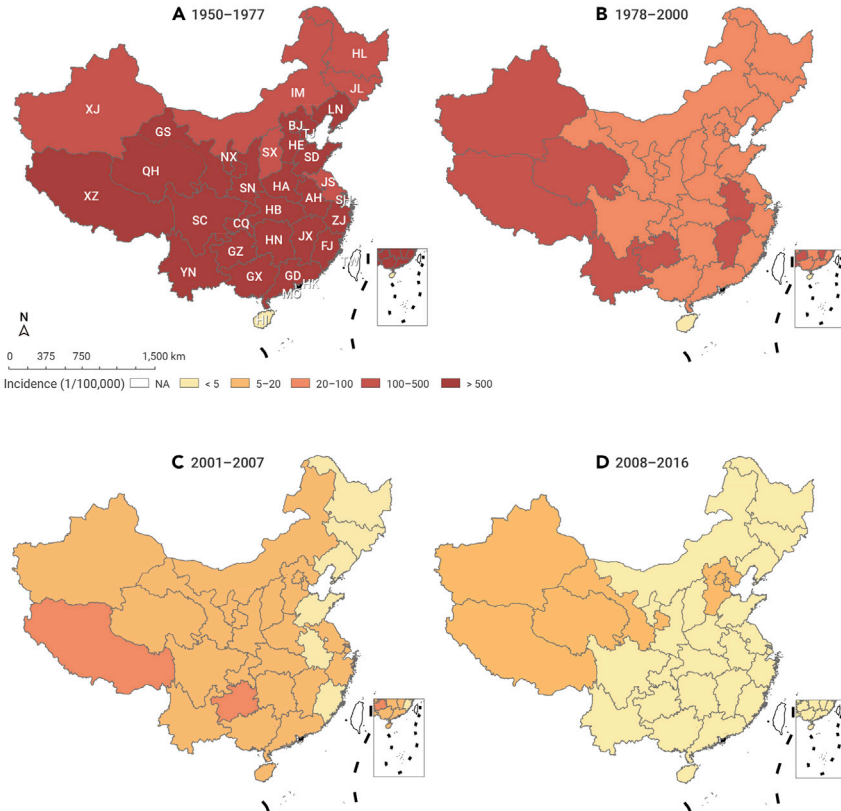 A 1950–1977
HL
JL
IM
LN
XJ
GS
BJ
TJ
HE
SX
NX
SD
QH
SN
HA
JS
XZ
AH
SH
HB
SC
CQ
ZJ
HN
JX
GZ
FJ
YN
GX
GD
TW
HK
MO
HI
N
0 375 750 1,500 km
Incidence (1/100,000) NA < 5 5–20 20–100 100–500 > 500
B 1978–2000
C 2001–2007
D 2008–2016